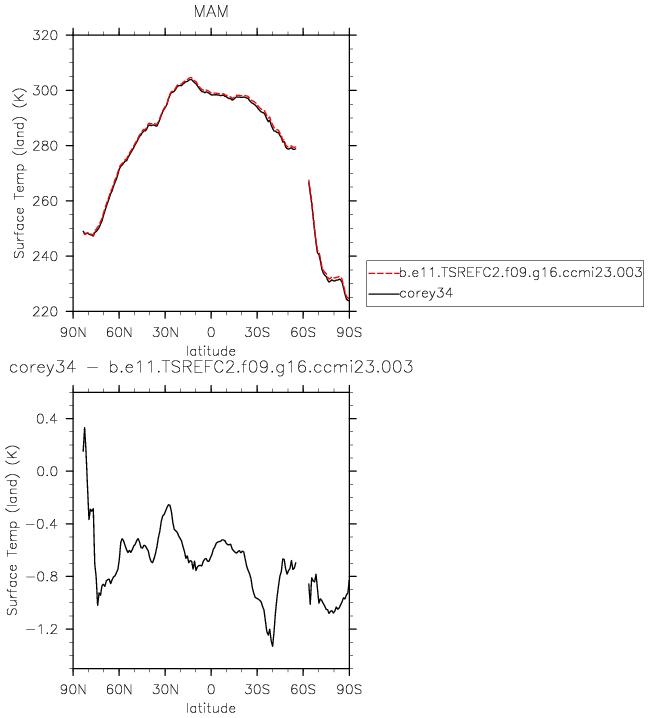 MAM
320
300
280
260
240
220
Surface Temp (land) (K)
90N 60N 30N 0 30S 60S 90S
latitude
b.e11.TSREFC2.f09.g16.ccmi23.003
corey34
corey34 – b.e11.TSREFC2.f09.g16.ccmi23.003
0.4
0.0
−0.4
−0.8
−1.2
Surface Temp (land) (K)
90N 60N 30N 0 30S 60S 90S
latitude